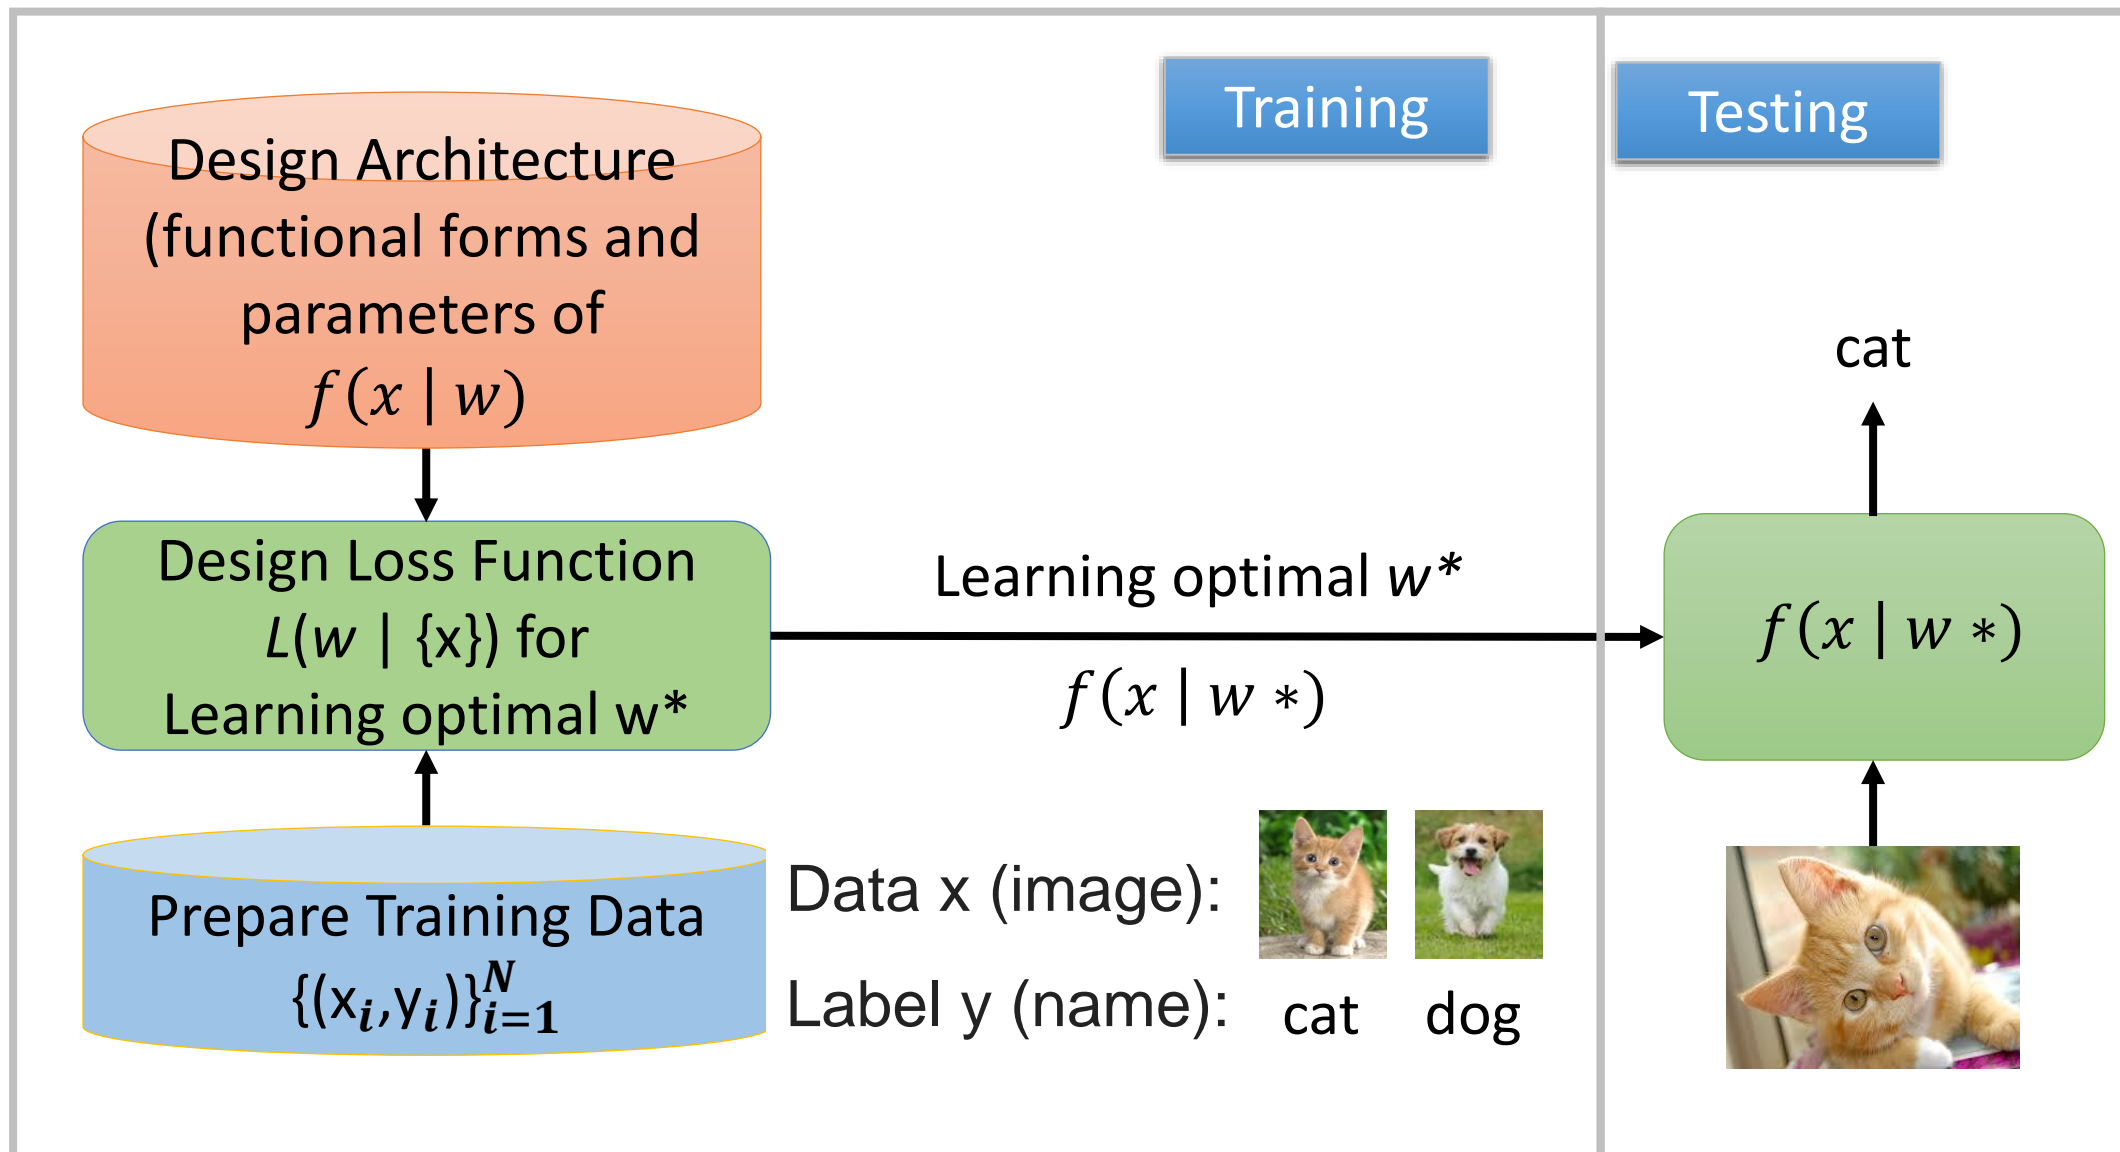 Training
Testing
Design Architecture
(functional forms and
parameters of
f(x | w)
Design Loss Function
L(w | {x}) for
Learning optimal w*
Learning optimal w*
f(x | w *)
Prepare Training Data
{(xᵢ,yᵢ)}ᵢ₌₁ᴺ
Data x (image):
Label y (name): cat dog
cat
f(x | w *)